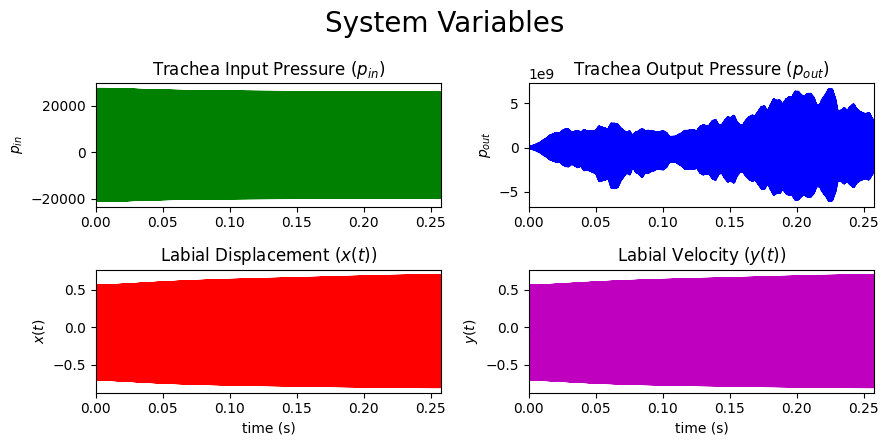 System Variables
Trachea Input Pressure (p_in)
p_in
20000
0
−20000
0.00 0.05 0.10 0.15 0.20 0.25
Trachea Output Pressure (p_out)
1e9
p_out
5
0
−5
0.00 0.05 0.10 0.15 0.20 0.25
Labial Displacement (x(t))
x(t)
0.5
0.0
−0.5
0.00 0.05 0.10 0.15 0.20 0.25
time (s)
Labial Velocity (y(t))
y(t)
0.5
0.0
−0.5
0.00 0.05 0.10 0.15 0.20 0.25
time (s)